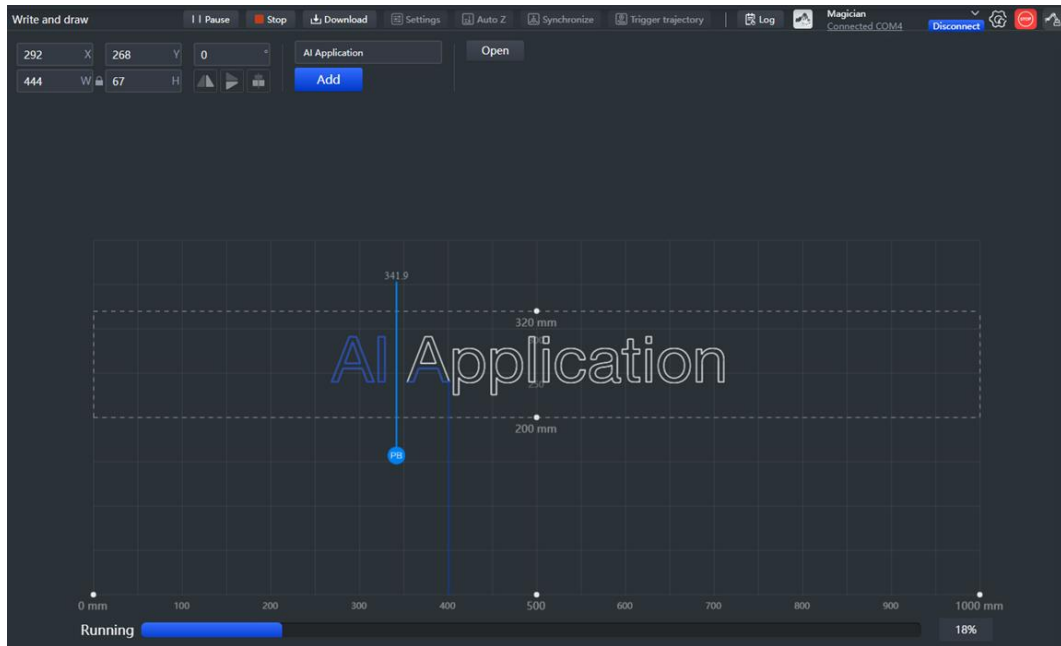 Write and draw
Pause
Stop
Download
Settings
Auto Z
Synchronize
Trigger trajectory
Log
Magician
Connected COM4
Disconnect
STOP
292 X 268 Y 0 °
AI Application
Open
444 W 67 H
Add
341.9
320 mm
AI Application
250
200 mm
PB
0 mm 100 200 300 400 500 600 700 800 900 1000 mm
Running 18%